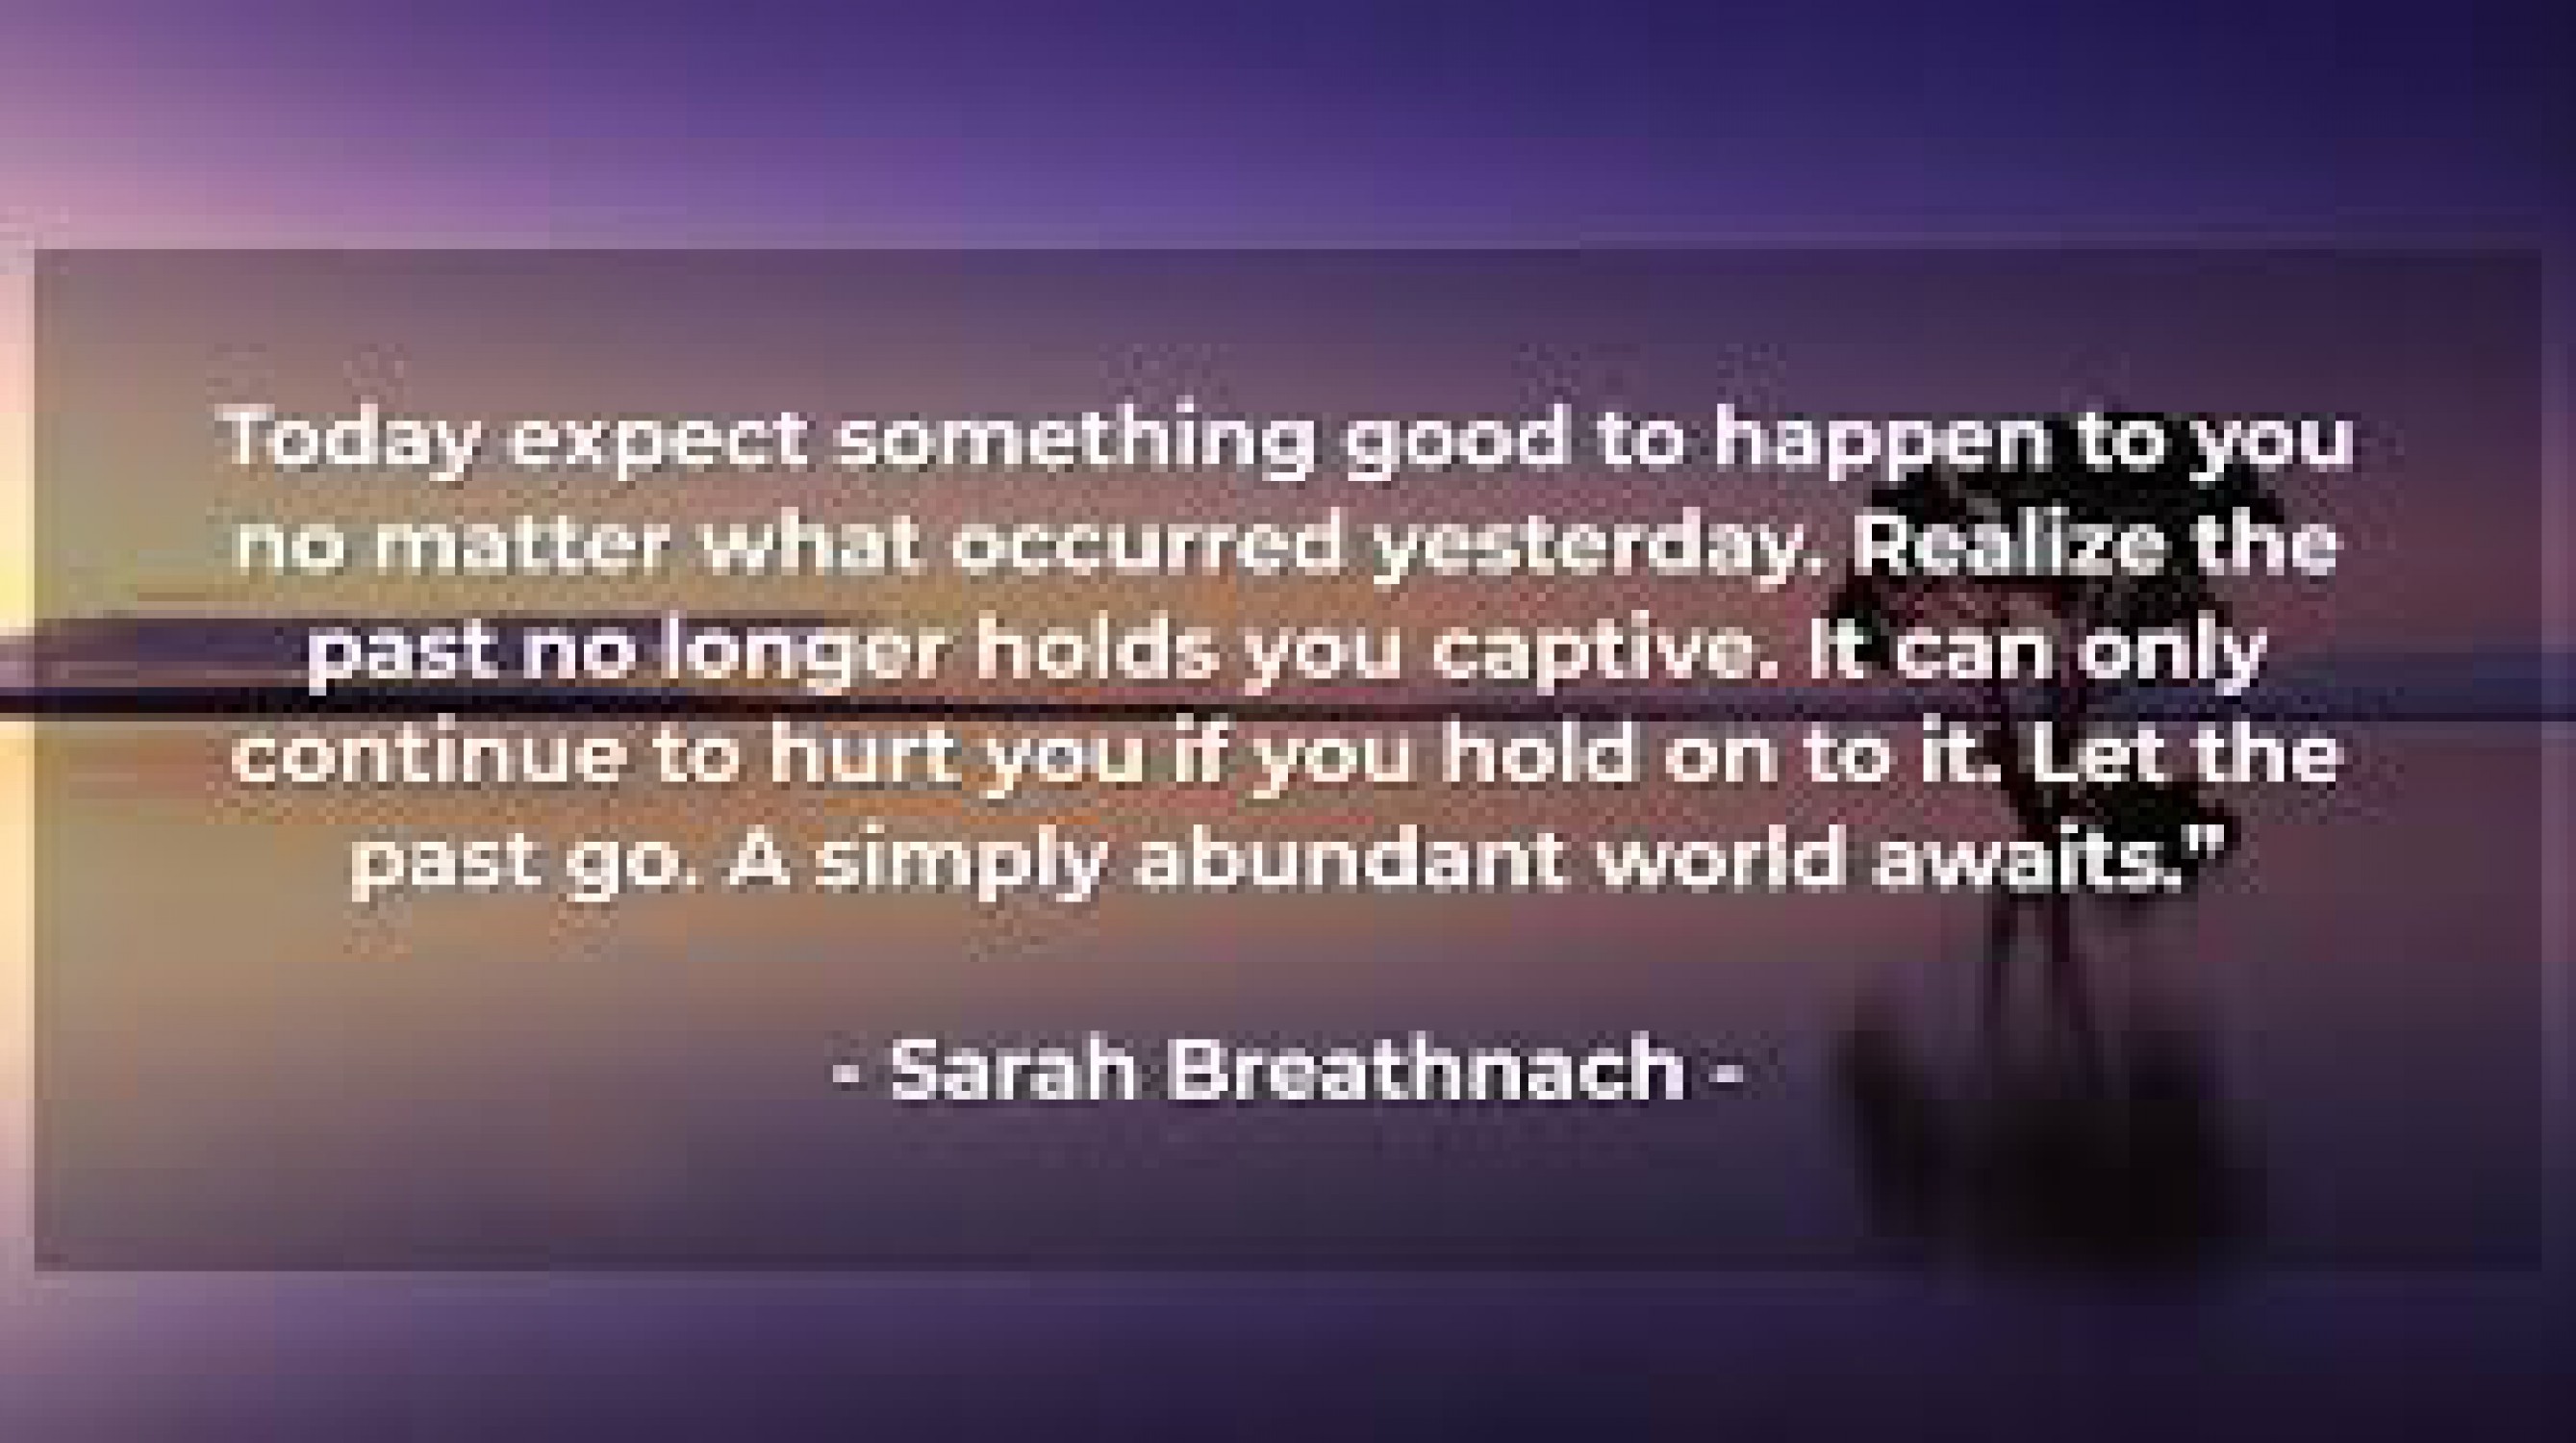 Today expect something good to happen to you
no matter what occurred yesterday. Realize the
past no longer holds you captive. It can only
continue to hurt you if you hold on to it. Let the
past go. A simply abundant world awaits."
- Sarah Breathnach -